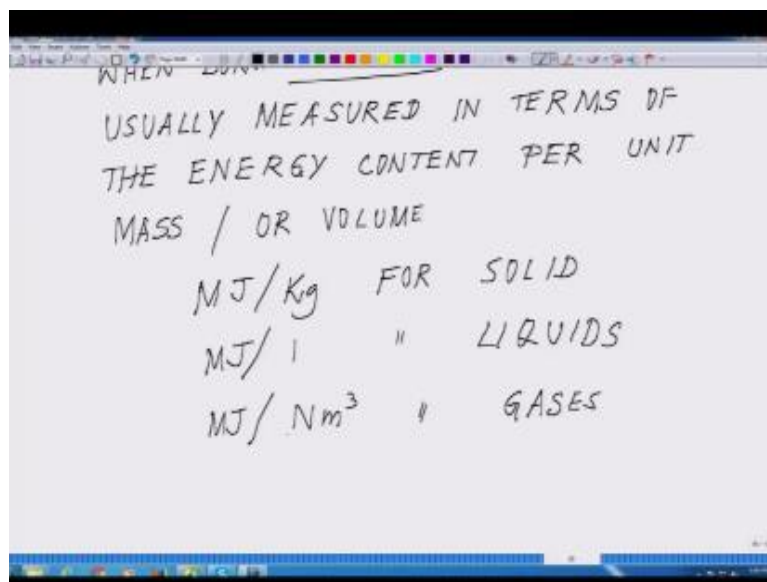 WHEN
USUALLY MEASURED IN TERMS OF
THE ENERGY CONTENT PER UNIT
MASS / OR VOLUME
MJ/Kg FOR SOLID
MJ/ l " LIQUIDS
MJ/ Nm³ " GASES